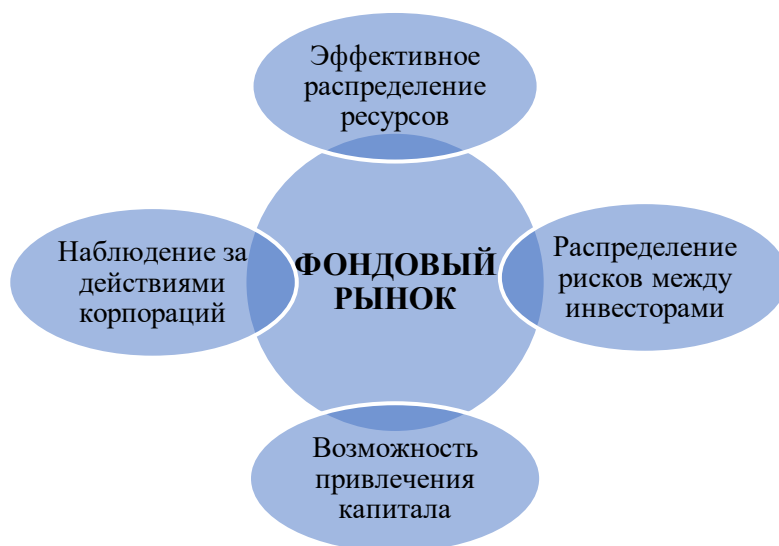 Эффективное
распределение
ресурсов
Наблюдение за
действиями
корпораций
ФОНДОВЫЙ
РЫНОК
Распределение
рисков между
инвесторами
Возможность
привлечения
капитала